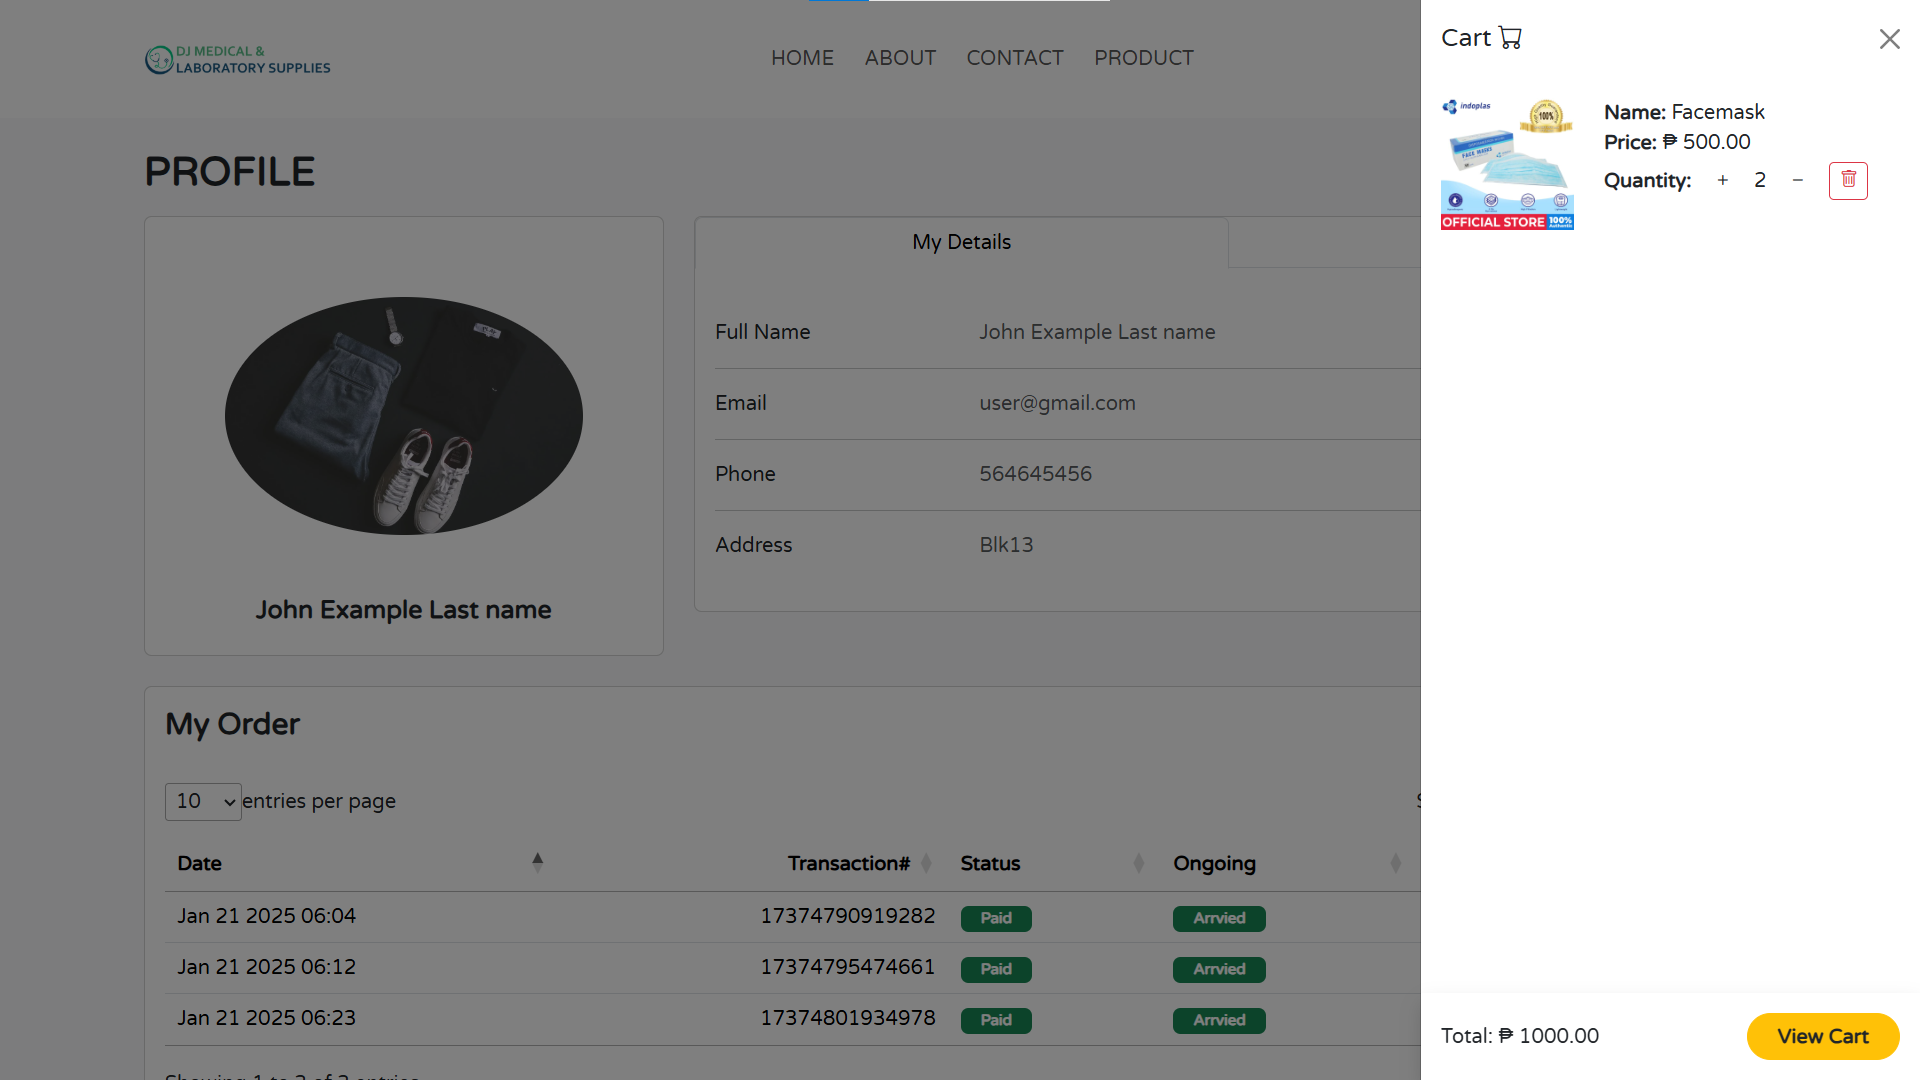 DJ MEDICAL &
LABORATORY SUPPLIES
HOME
ABOUT
CONTACT
PRODUCT
PROFILE
John Example Last name
My Details
Full Name
John Example Last name
Email
user@gmail.com
Phone
564645456
Address
Blk13
My Order
10
entries per page
Date
Transaction#
Status
Ongoing
Jan 21 2025 06:04
17374790919282
Paid
Arrvied
Jan 21 2025 06:12
17374795474661
Paid
Arrvied
Jan 21 2025 06:23
17374801934978
Paid
Arrvied
Cart
indoplas
100%
FACE MASKS
OFFICIAL STORE
100%
Authentic
Name: Facemask
Price: ₱ 500.00
Quantity: + 2 −
Total: ₱ 1000.00
View Cart